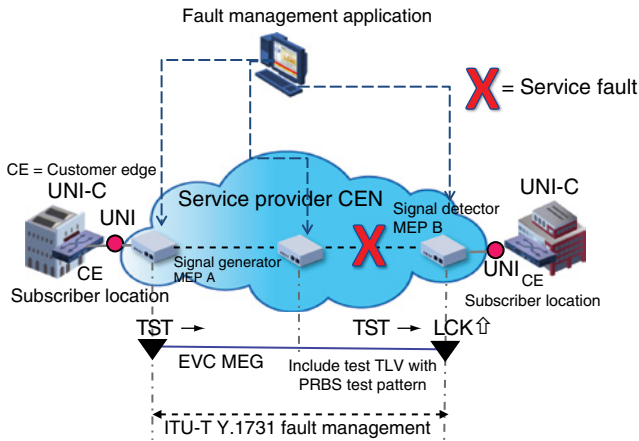 Fault management application
X = Service fault
CE = Customer edge
UNI-C
UNI
CE
Subscriber location
Service provider CEN
Signal generator
MEP A
X
Signal detector
MEP B
UNI-C
UNI
CE
Subscriber location
TST →
TST → LCK ⇧
EVC MEG
Include test TLV with
PRBS test pattern
ITU-T Y.1731 fault management